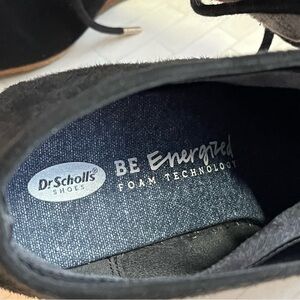 Dr.Scholl's
SHOES
BE Energized
FOAM TECHNOLOGY